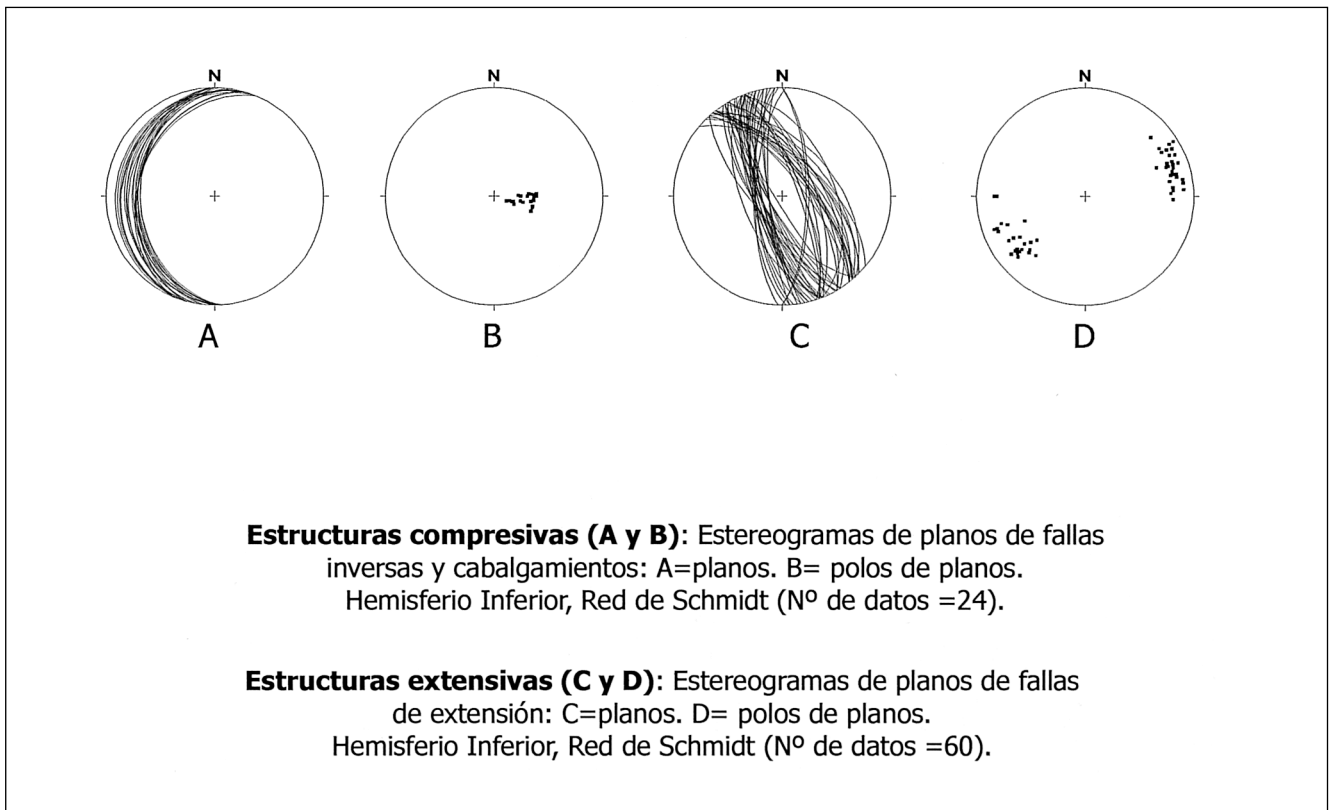 N N N N
A B C D
Estructuras compresivas (A y B): Estereogramas de planos de fallas
inversas y cabalgamientos: A=planos. B= polos de planos.
Hemisferio Inferior, Red de Schmidt (Nº de datos =24).
Estructuras extensivas (C y D): Estereogramas de planos de fallas
de extensión: C=planos. D= polos de planos.
Hemisferio Inferior, Red de Schmidt (Nº de datos =60).